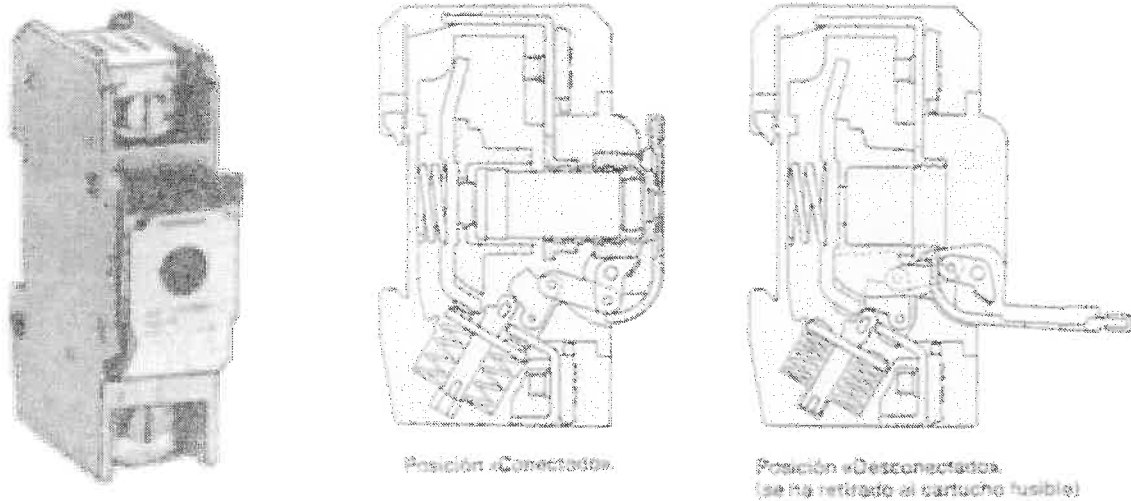 Posición «Conectado».
Posición «Desconectado».
(se ha retirado el cartucho fusible)